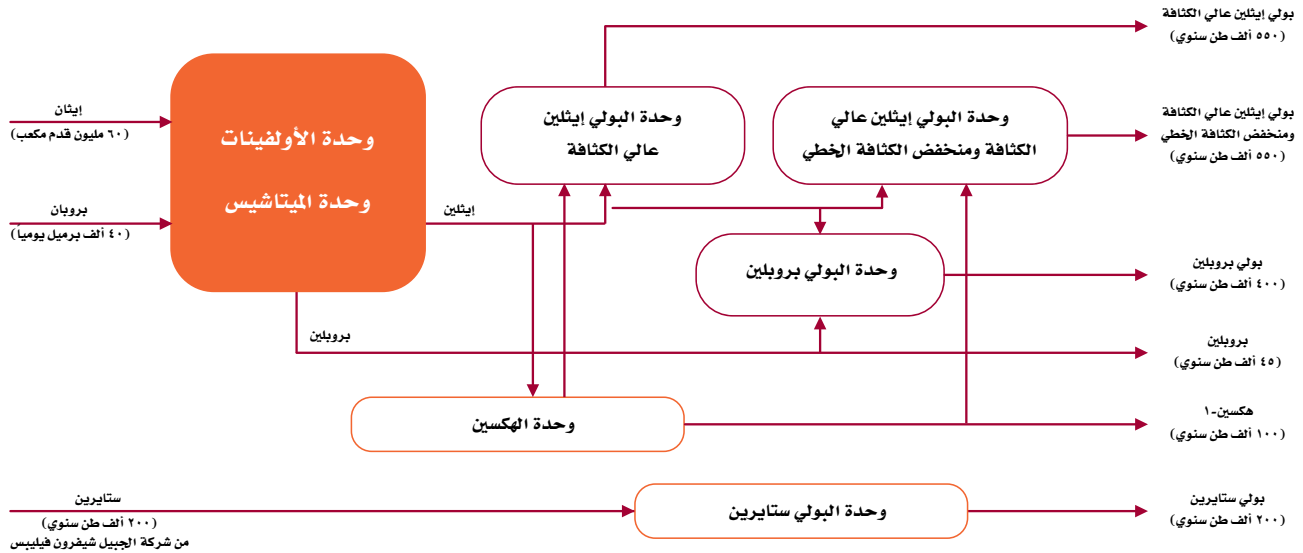 بولي إيثلين عالي الكثافة
(٥٥٠ ألف طن سنوي)
إيثان
(٦٠ مليون قدم مكعب)
وحدة الأولفينات
وحدة الميتاشيس
بروبان
(٤٠ ألف برميل يومياً)
وحدة البولي إيثلين
عالي الكثافة
وحدة البولي إيثلين عالي
الكثافة ومنخفض الكثافة الخطي
بولي إيثلين عالي الكثافة
ومنخفض الكثافة الخطي
(٥٥٠ ألف طن سنوي)
إيثلين
وحدة البولي بروبلين
بولي بروبلين
(٤٠٠ ألف طن سنوي)
بروبلين
بروبلين
(٤٥ ألف طن سنوي)
وحدة الهكسين
هكسين-١
(١٠٠ ألف طن سنوي)
ستايرين
(٢٠٠ ألف طن سنوي)
من شركة الجبيل شيفرون فيليبس
وحدة البولي ستايرين
بولي ستايرين
(٢٠٠ ألف طن سنوي)